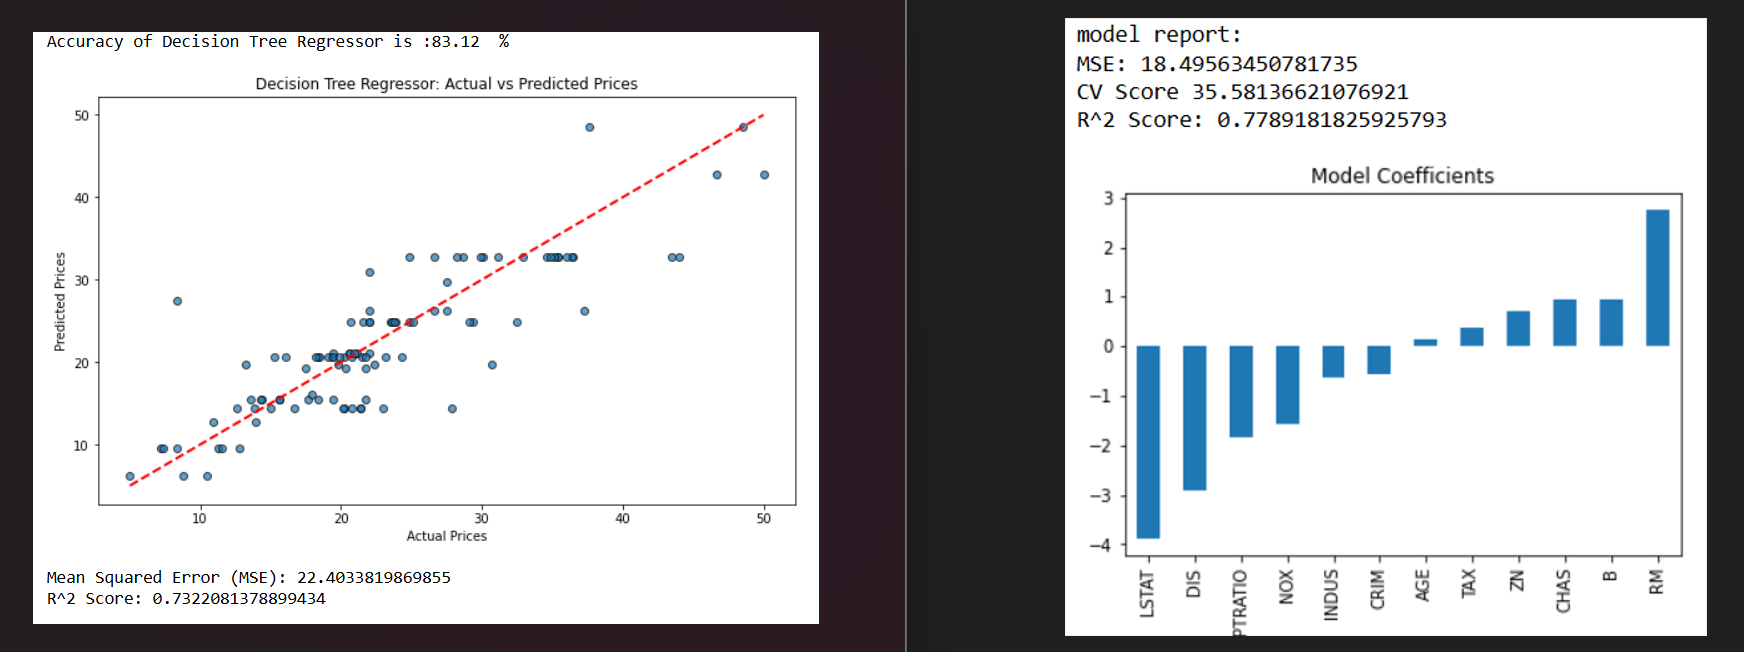 Accuracy of Decision Tree Regressor is :83.12 %
Decision Tree Regressor: Actual vs Predicted Prices
50
40
30
20
10
Predicted Prices
10 20 30 40 50
Actual Prices
Mean Squared Error (MSE): 22.4033819869855
R^2 Score: 0.7322081378899434
model report:
MSE: 18.49563450781735
CV Score 35.58136621076921
R^2 Score: 0.7789181825925793
Model Coefficients
3
2
1
0
−1
−2
−3
−4
LSTAT DIS PTRATIO NOX INDUS CRIM AGE TAX ZN CHAS B RM